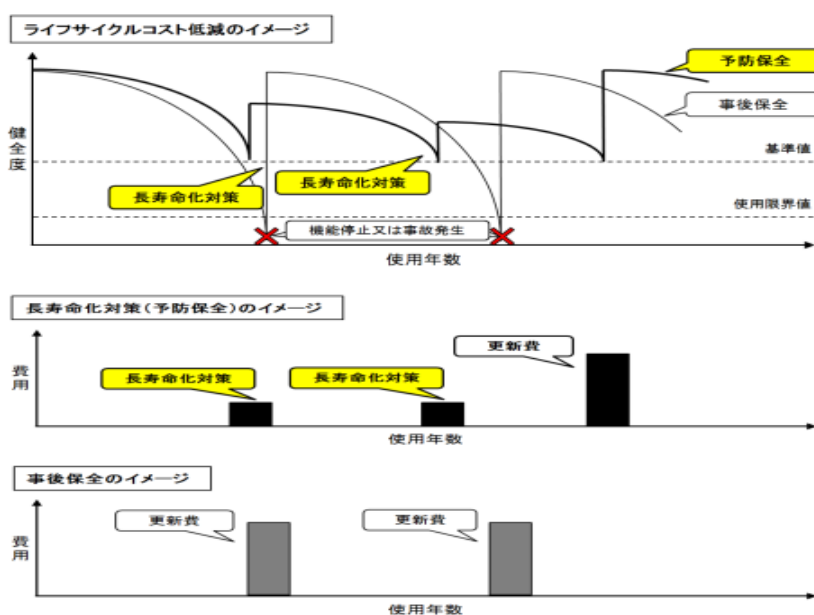 ライフサイクルコスト低減のイメージ
予防保全
事後保全
健全度
基準値
長寿命化対策
長寿命化対策
使用限界値
機能停止又は事故発生
使用年数
長寿命化対策(予防保全)のイメージ
更新費
費用
長寿命化対策
長寿命化対策
使用年数
事後保全のイメージ
更新費
更新費
費用
使用年数